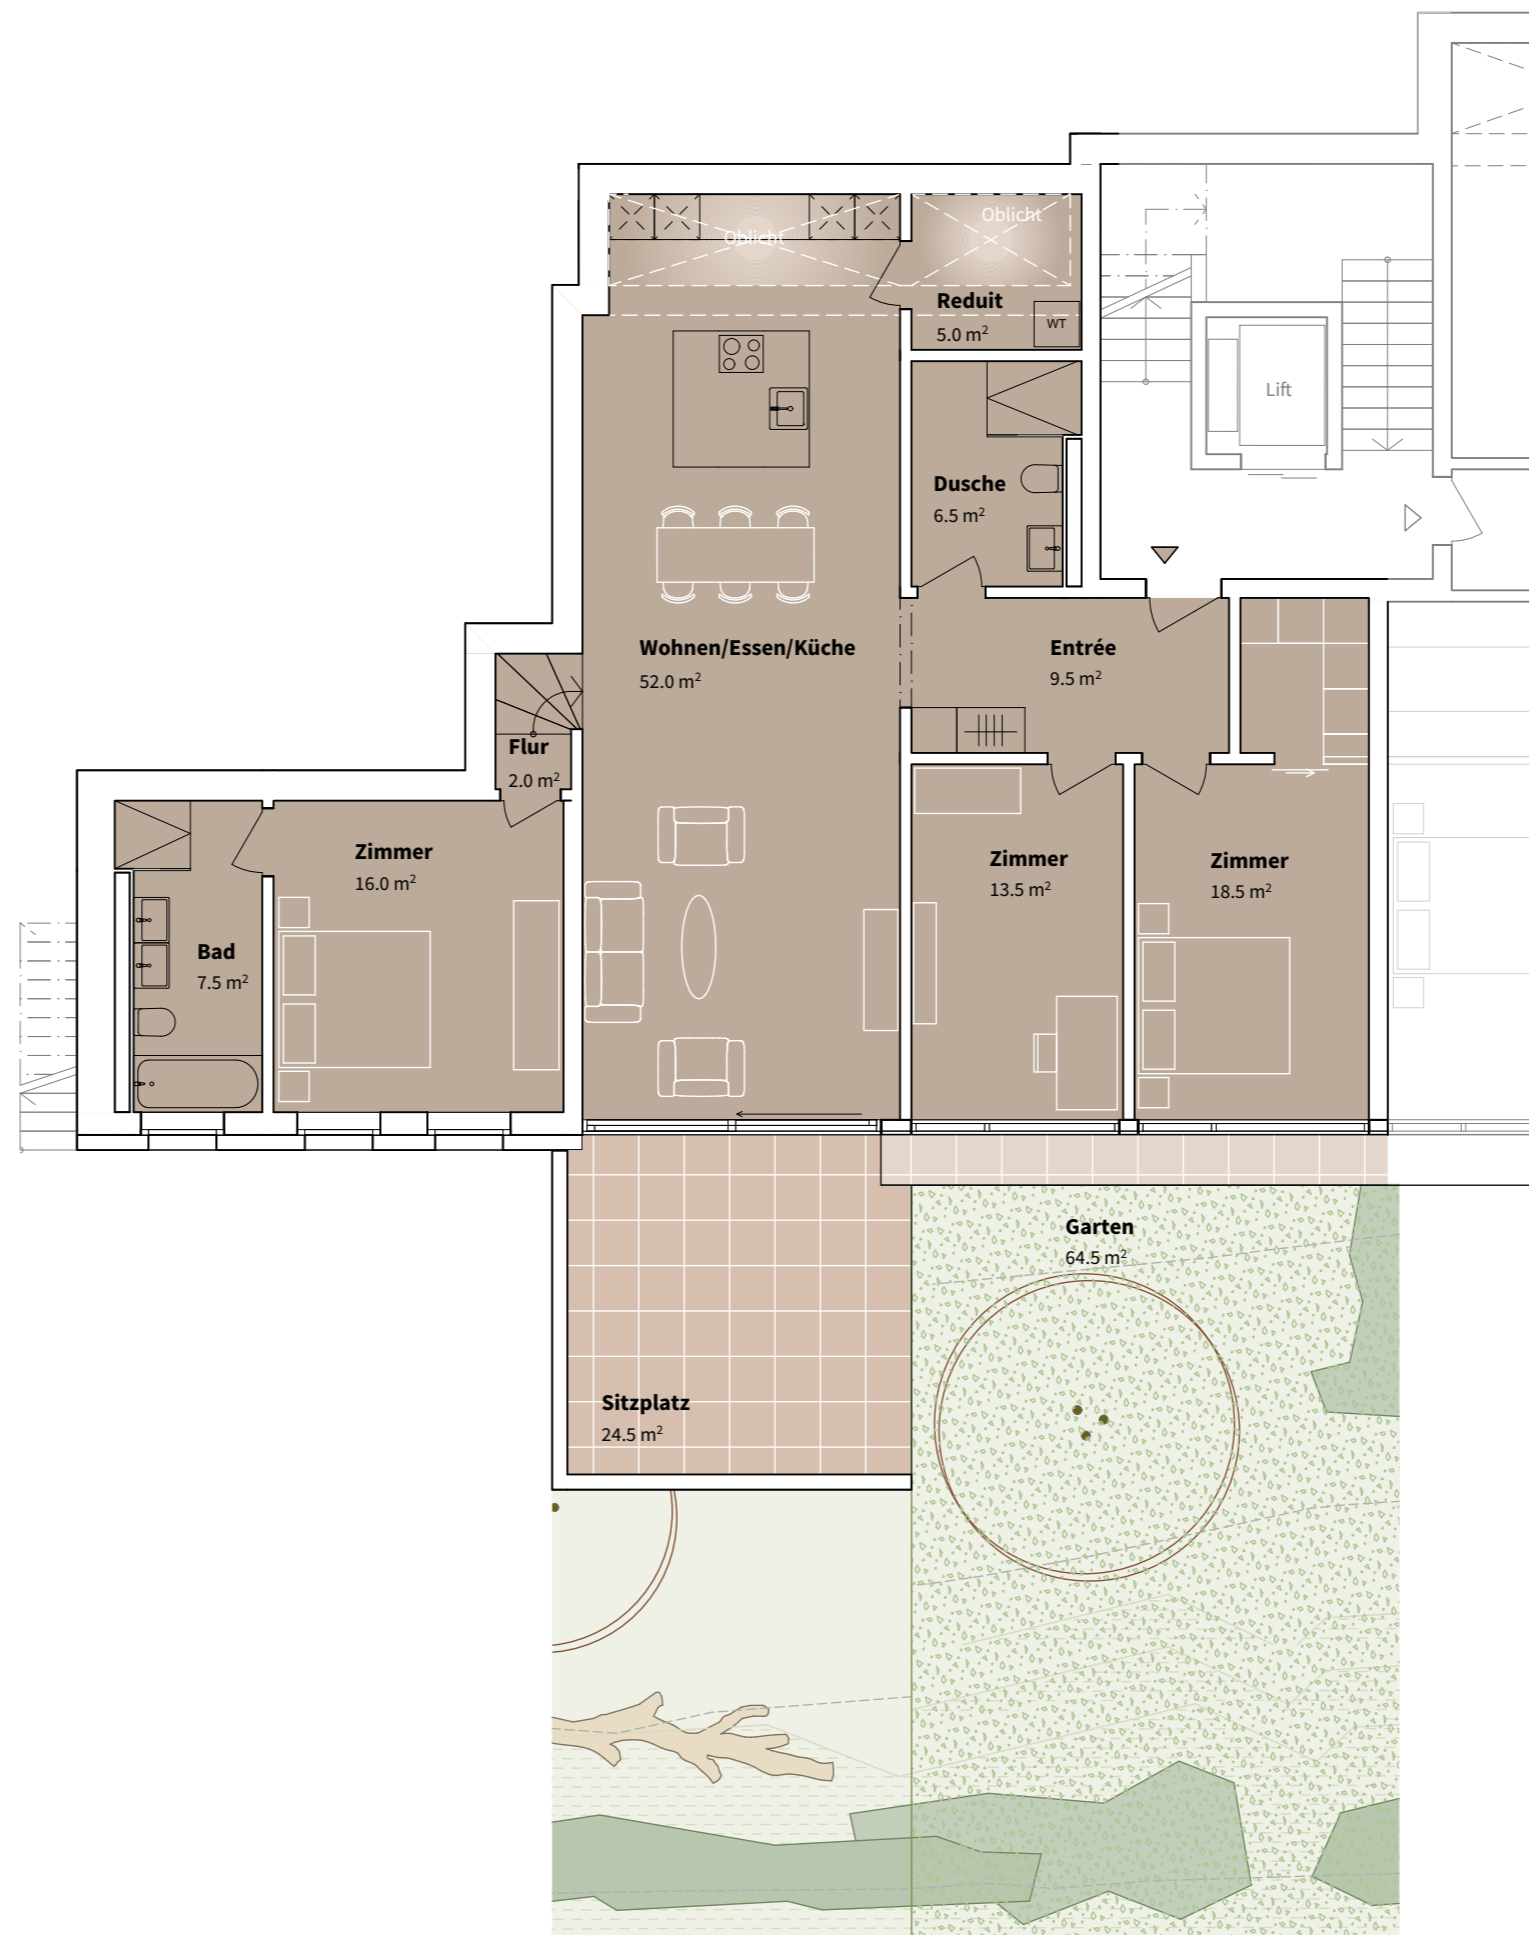 Oblicht
Oblicht
Reduit
5.0 m²
WT
Lift
Dusche
6.5 m²
Wohnen/Essen/Küche
52.0 m²
Entrée
9.5 m²
Flur
2.0 m²
Zimmer
16.0 m²
Zimmer
13.5 m²
Zimmer
18.5 m²
Bad
7.5 m²
Garten
64.5 m²
Sitzplatz
24.5 m²